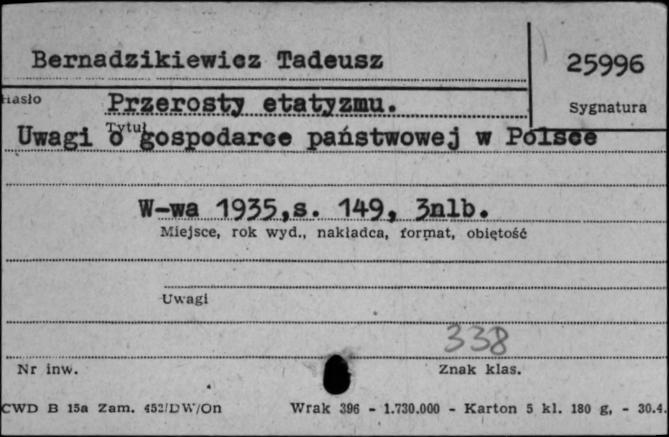 Bernadzikiewicz Tadeusz
25996
Hasło
Sygnatura
Przerosty etatyzmu.
Tytuł
Uwagi o gospodarce państwowej w Polsce
W-wa 1935,s. 149, 3nlb.
Miejsce, rok wyd., nakładca, format, objętość
Uwagi
338
Nr inw.
Znak klas.
CWD B 15a Zam. 452/DW/On Wrak 396 - 1.730.000 - Karton 5 kl. 180 g, - 30.4.